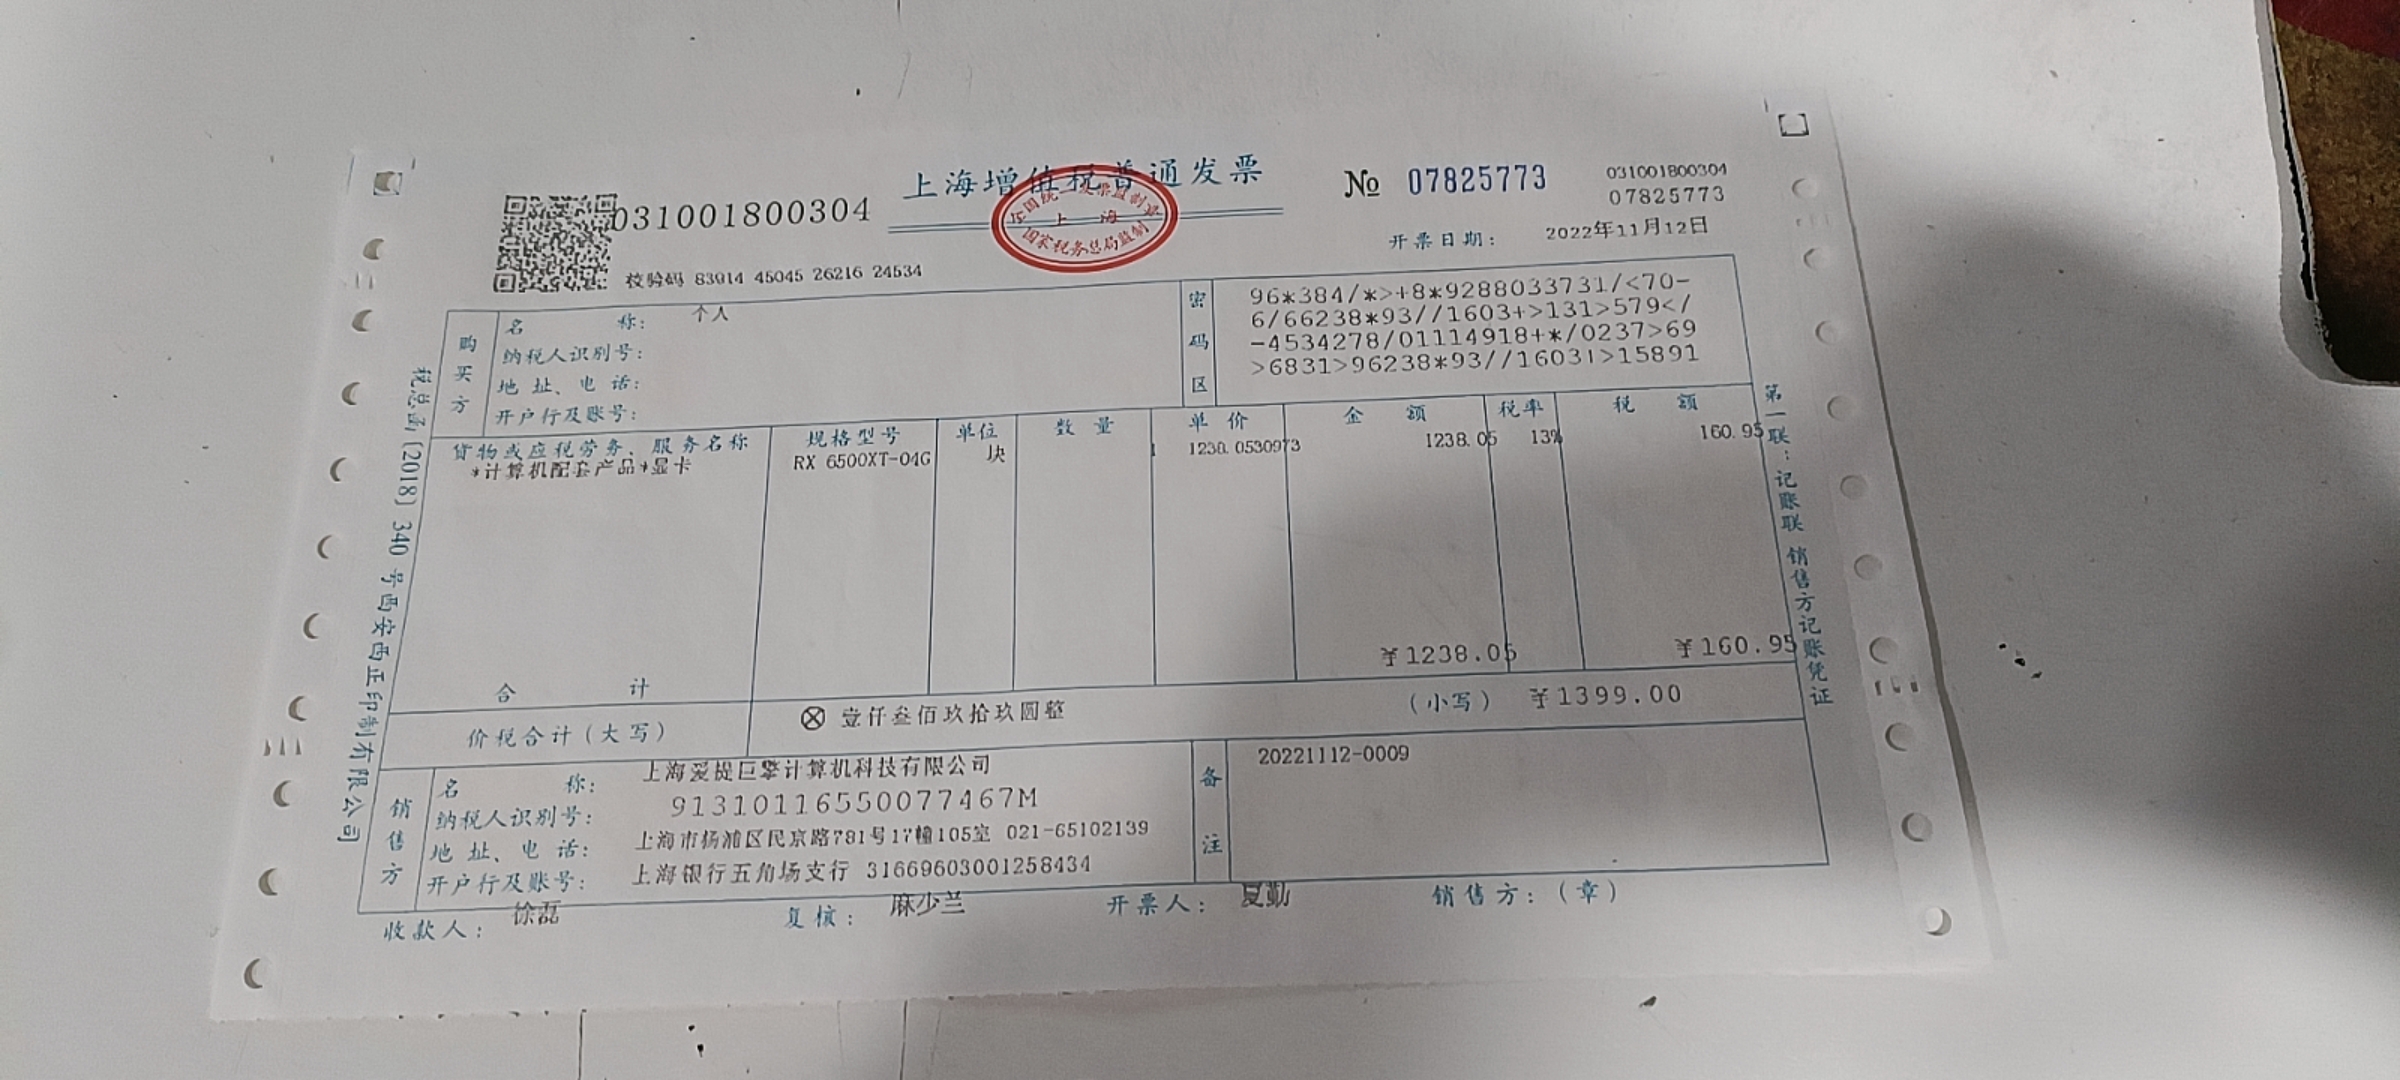 上海增值税普通发票
031001800304
№ 07825773
031001800304
07825773
校验码 83914 45045 26216 24534
开票日期: 2022年11月12日
全国统一发票监制章
上海
国家税务总局监制
购买方
名 称: 个人
纳税人识别号:
地 址、电 话:
开户行及账号:
密码区
96*384/*>+8*9288033731/<70-
6/66238*93//1603+>131>579</
-4534278/01114918+*/0237>69
>6831>96238*93//1603!>15891
货物或应税劳务、服务名称 规格型号 单位 数 量 单 价 金 额 税率 税 额
*计算机配套产品*显卡 RX 6500XT-O4G 块 1 1238.0530973 1238.05 13% 160.95
合 计 ¥1238.05 ¥160.95
价税合计(大写) ⊗ 壹仟叁佰玖拾玖圆整 (小写) ¥1399.00
销售方
名 称: 上海爱提巨擎计算机科技有限公司
纳税人识别号: 91310116550077467M
地 址、电 话: 上海市杨浦区民京路781号17幢105室 021-65102139
开户行及账号: 上海银行五角场支行 31669603001258434
备注
20221112-0009
收款人: 徐磊 复核: 麻少兰 开票人: 夏勤 销售方:(章)
税总函[2018] 340 号西安西正印制有限公司
第一联:记账联 销售方记账凭证